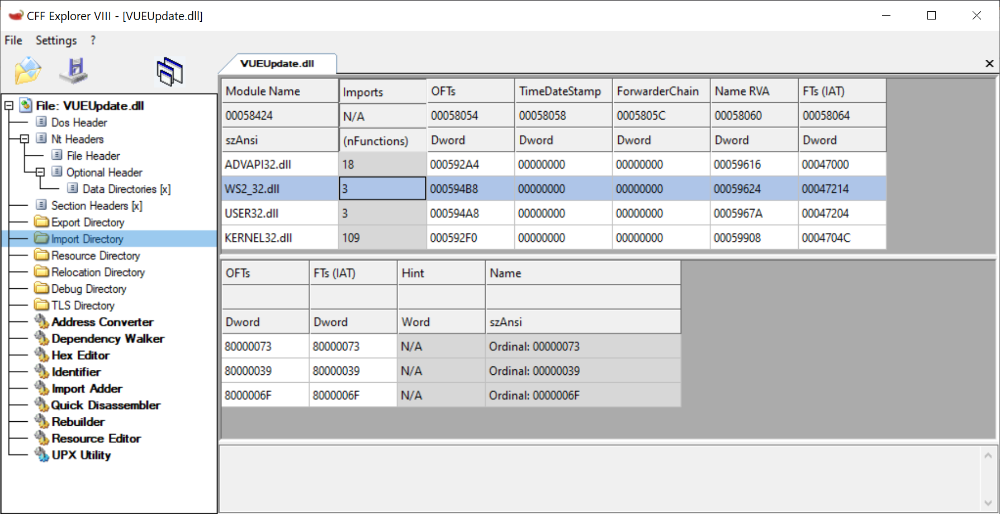 CFF Explorer VIII - [VUEUpdate.dll]
File Settings ?
VUEUpdate.dll
File: VUEUpdate.dll
Dos Header
Nt Headers
File Header
Optional Header
Data Directories [x]
Section Headers [x]
Export Directory
Import Directory
Resource Directory
Relocation Directory
Debug Directory
TLS Directory
Address Converter
Dependency Walker
Hex Editor
Identifier
Import Adder
Quick Disassembler
Rebuilder
Resource Editor
UPX Utility
Module Name Imports OFTs TimeDateStamp ForwarderChain Name RVA FTs (IAT)
00058424 N/A 00058054 00058058 0005805C 00058060 00058064
szAnsi (nFunctions) Dword Dword Dword Dword Dword
ADVAPI32.dll 18 000592A4 00000000 00000000 00059616 00047000
WS2_32.dll 3 000594B8 00000000 00000000 00059624 00047214
USER32.dll 3 000594A8 00000000 00000000 0005967A 00047204
KERNEL32.dll 109 000592F0 00000000 00000000 00059908 0004704C
OFTs FTs (IAT) Hint Name
Dword Dword Word szAnsi
80000073 80000073 N/A Ordinal: 00000073
80000039 80000039 N/A Ordinal: 00000039
8000006F 8000006F N/A Ordinal: 0000006F